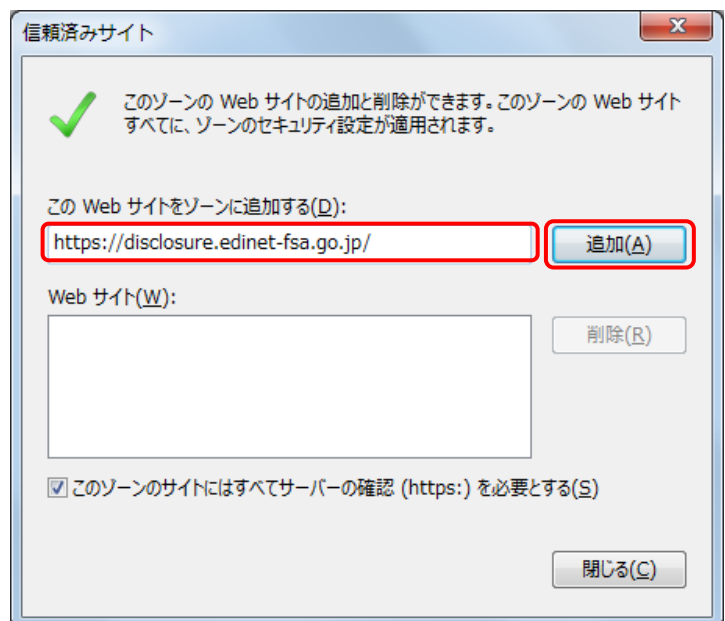 信頼済みサイト
このゾーンの Web サイトの追加と削除ができます。このゾーンの Web サイト
すべてに、ゾーンのセキュリティ設定が適用されます。
この Web サイトをゾーンに追加する(D):
https://disclosure.edinet-fsa.go.jp/
追加(A)
Web サイト(W):
削除(R)
このゾーンのサイトにはすべてサーバーの確認 (https:) を必要とする(S)
閉じる(C)